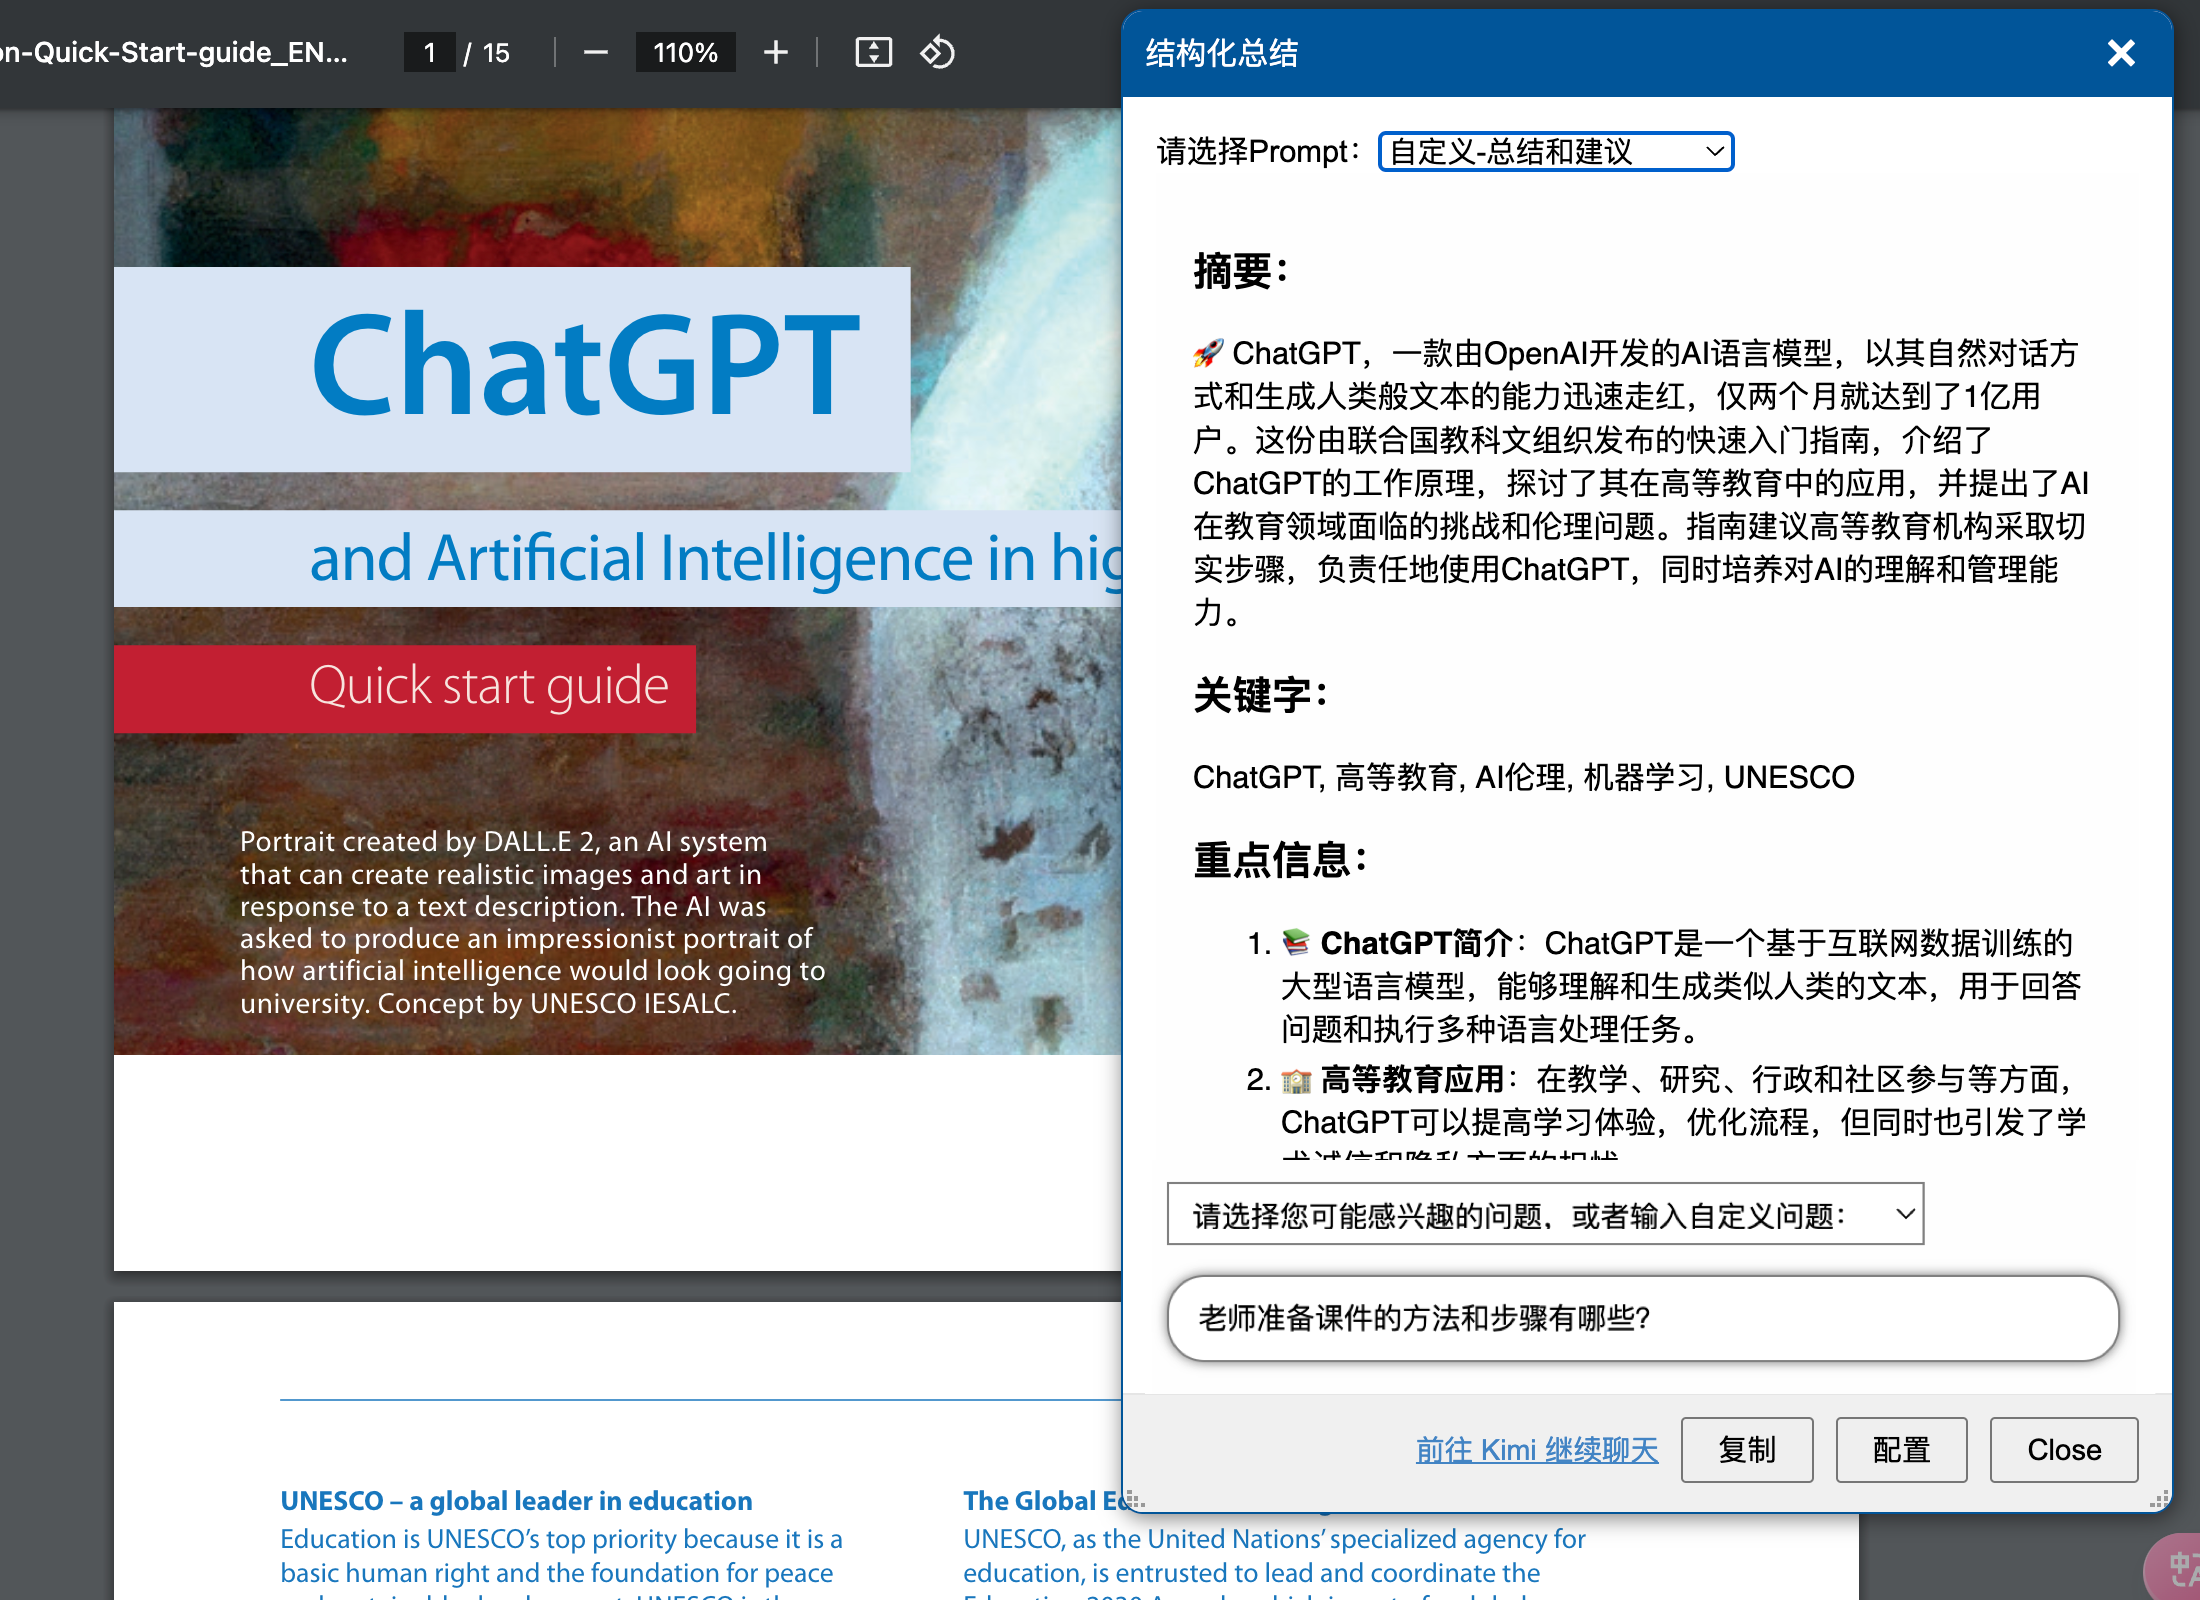 on-Quick-Start-guide_EN...
1 / 15
110%
ChatGPT
and Artificial Intelligence in hig
Quick start guide
Portrait created by DALL.E 2, an AI system
that can create realistic images and art in
response to a text description. The AI was
asked to produce an impressionist portrait of
how artificial intelligence would look going to
university. Concept by UNESCO IESALC.
UNESCO – a global leader in education
Education is UNESCO’s top priority because it is a
basic human right and the foundation for peace
The Global Ed
UNESCO, as the United Nations’ specialized agency for
education, is entrusted to lead and coordinate the
结构化总结
请选择Prompt：
自定义-总结和建议
摘要：
🚀 ChatGPT，一款由OpenAI开发的AI语言模型，以其自然对话方
式和生成人类般文本的能力迅速走红，仅两个月就达到了1亿用
户。这份由联合国教科文组织发布的快速入门指南，介绍了
ChatGPT的工作原理，探讨了其在高等教育中的应用，并提出了AI
在教育领域面临的挑战和伦理问题。指南建议高等教育机构采取切
实步骤，负责任地使用ChatGPT，同时培养对AI的理解和管理能
力。
关键字：
ChatGPT, 高等教育, AI伦理, 机器学习, UNESCO
重点信息：
1. 📚 ChatGPT简介：ChatGPT是一个基于互联网数据训练的
大型语言模型，能够理解和生成类似人类的文本，用于回答
问题和执行多种语言处理任务。
2. 🏫 高等教育应用：在教学、研究、行政和社区参与等方面，
ChatGPT可以提高学习体验，优化流程，但同时也引发了学
术诚信和隐私方面的担忧
请选择您可能感兴趣的问题，或者输入自定义问题：
老师准备课件的方法和步骤有哪些?
前往 Kimi 继续聊天
复制
配置
Close